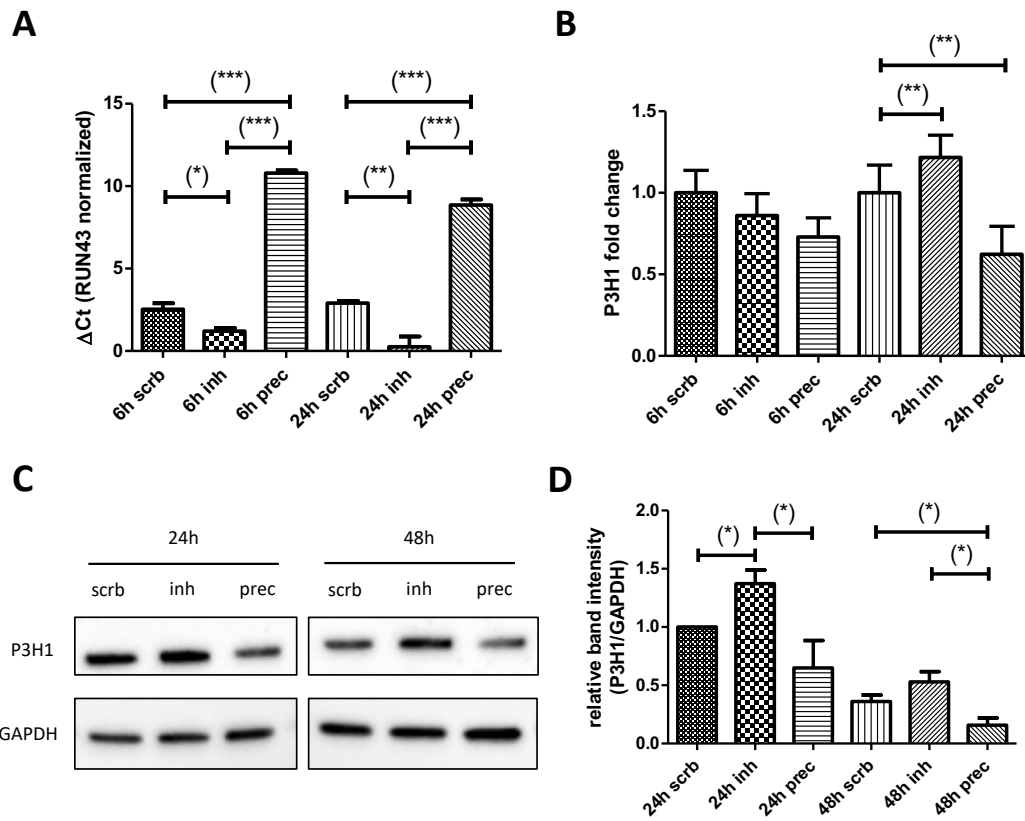 A
(***)
(***)
(***)
(***)
(*)
(**)
ΔCt (RUN43 normalized)
15
10
5
0
6h scrb
6h inh
6h prec
24h scrb
24h inh
24h prec
B
(**)
(**)
P3H1 fold change
1.5
1.0
0.5
0.0
6h scrb
6h inh
6h prec
24h scrb
24h inh
24h prec
C
24h
48h
scrb
inh
prec
scrb
inh
prec
P3H1
GAPDH
D
(*)
(*)
(*)
(*)
relative band intensity
(P3H1/GAPDH)
2.0
1.5
1.0
0.5
0.0
24h scrb
24h inh
24h prec
48h scrb
48h inh
48h prec